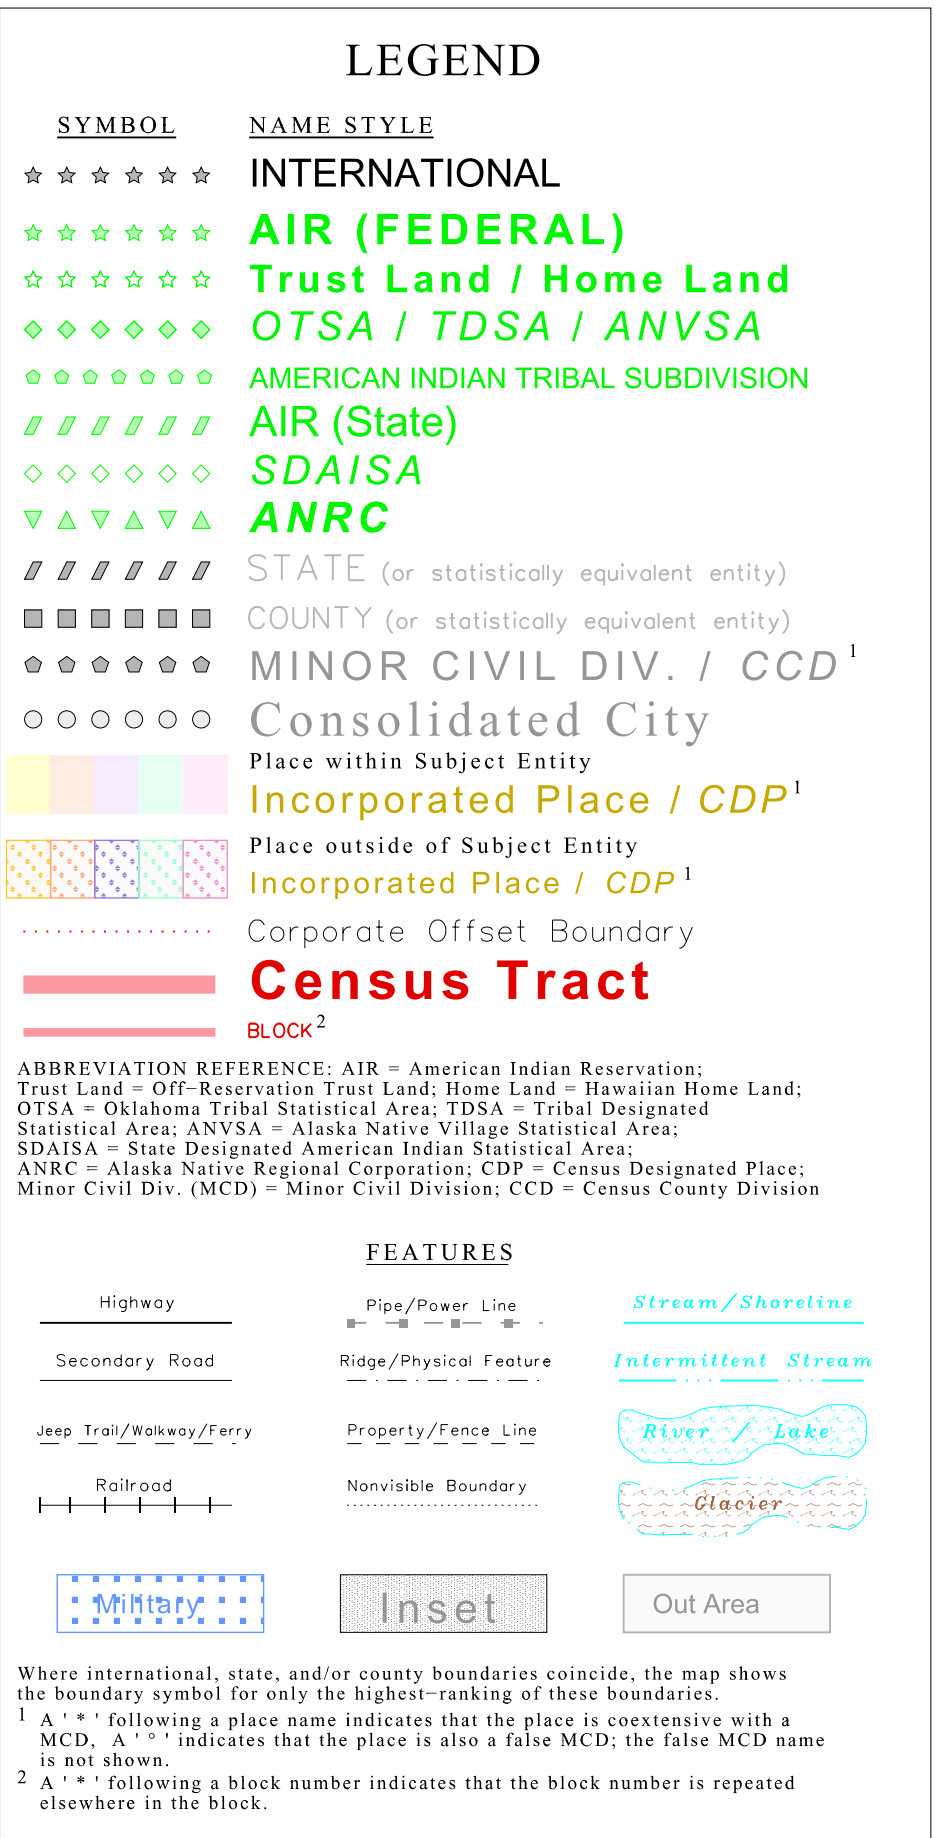 LEGEND
SYMBOL NAME STYLE
INTERNATIONAL
AIR (FEDERAL)
Trust Land / Home Land
OTSA / TDSA / ANVSA
AMERICAN INDIAN TRIBAL SUBDIVISION
AIR (State)
SDAISA
ANRC
STATE (or statistically equivalent entity)
COUNTY (or statistically equivalent entity)
MINOR CIVIL DIV. / CCD 1
Consolidated City
Place within Subject Entity
Incorporated Place / CDP 1
Place outside of Subject Entity
Incorporated Place / CDP 1
Corporate Offset Boundary
Census Tract
BLOCK 2
ABBREVIATION REFERENCE: AIR = American Indian Reservation;
Trust Land = Off−Reservation Trust Land; Home Land = Hawaiian Home Land;
OTSA = Oklahoma Tribal Statistical Area; TDSA = Tribal Designated
Statistical Area; ANVSA = Alaska Native Village Statistical Area;
SDAISA = State Designated American Indian Statistical Area;
ANRC = Alaska Native Regional Corporation; CDP = Census Designated Place;
Minor Civil Div. (MCD) = Minor Civil Division; CCD = Census County Division
FEATURES
Highway
Pipe/Power Line
Stream/Shoreline
Secondary Road
Ridge/Physical Feature
Intermittent Stream
Jeep Trail/Walkway/Ferry
Property/Fence Line
River / Lake
Railroad
Nonvisible Boundary
Glacier
Military
Inset
Out Area
Where international, state, and/or county boundaries coincide, the map shows
the boundary symbol for only the highest−ranking of these boundaries.
1 A ' * ' following a place name indicates that the place is coextensive with a
MCD, A ' ° ' indicates that the place is also a false MCD; the false MCD name
is not shown.
2 A ' * ' following a block number indicates that the block number is repeated
elsewhere in the block.